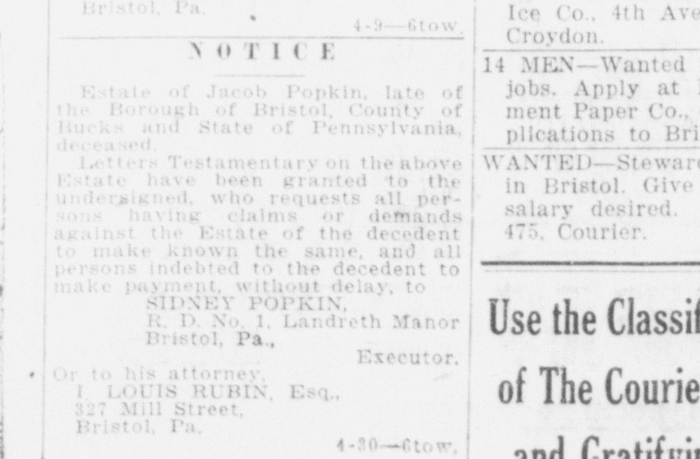 Bristol, Pa.
4-9—6tow.
NOTICE
Estate of Jacob Popkin, late of
the Borough of Bristol, County of
Bucks and State of Pennsylvania,
deceased.
Letters Testamentary on the above
Estate have been granted to the
undersigned, who requests all per-
sons having claims or demands
against the Estate of the decedent
to make known the same, and all
persons indebted to the decedent to
make payment, without delay, to
SIDNEY POPKIN,
R. D. No. 1, Landreth Manor
Bristol, Pa.,
Executor.
Or to his attorney,
I. LOUIS RUBIN, Esq.,
327 Mill Street,
Bristol, Pa.
4-30—6tow.
Ice Co., 4th Ave
Croydon.
14 MEN—Wanted
jobs. Apply at
ment Paper Co.,
plications to Bri
WANTED—Steward
in Bristol. Give
salary desired.
475, Courier.
Use the Classif
of The Courie
and Gratifyin